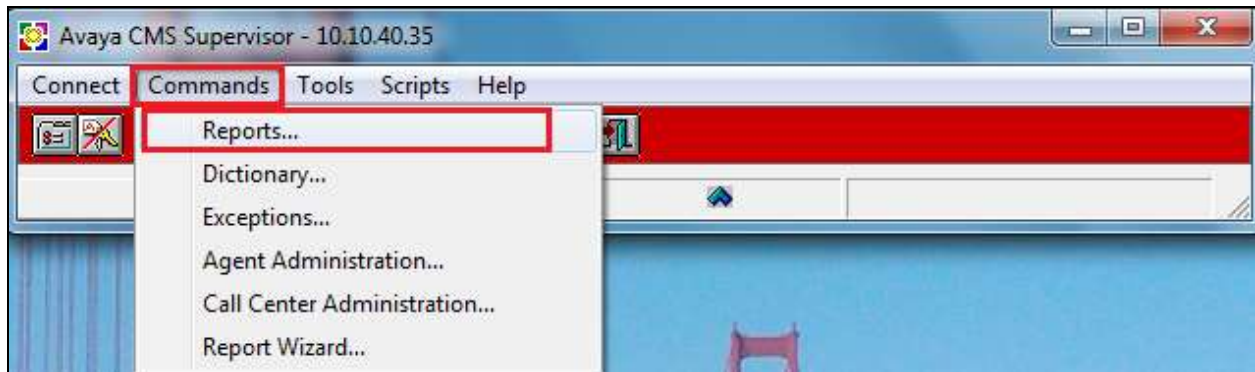 Avaya CMS Supervisor - 10.10.40.35
Connect Commands Tools Scripts Help
Reports...
Dictionary...
Exceptions...
Agent Administration...
Call Center Administration...
Report Wizard...